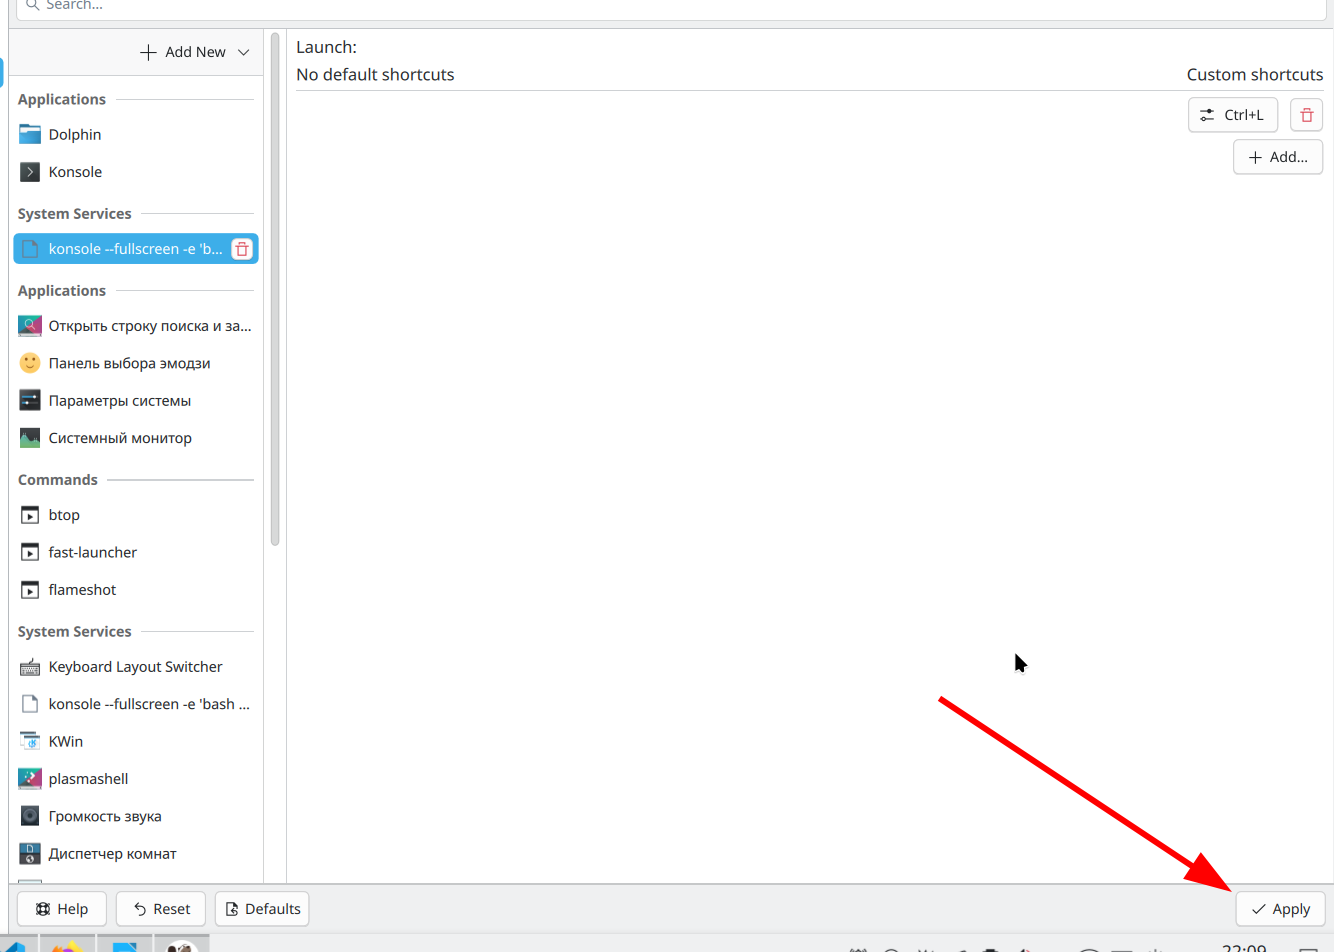 Search...
Add New
Launch:
No default shortcuts
Custom shortcuts
Ctrl+L
Add...
Applications
Dolphin
Konsole
System Services
konsole --fullscreen -e 'b...
Applications
Открыть строку поиска и за...
Панель выбора эмодзи
Параметры системы
Системный монитор
Commands
btop
fast-launcher
flameshot
System Services
Keyboard Layout Switcher
konsole --fullscreen -e 'bash ...
KWin
plasmashell
Громкость звука
Диспетчер комнат
Help
Reset
Defaults
Apply
22:09